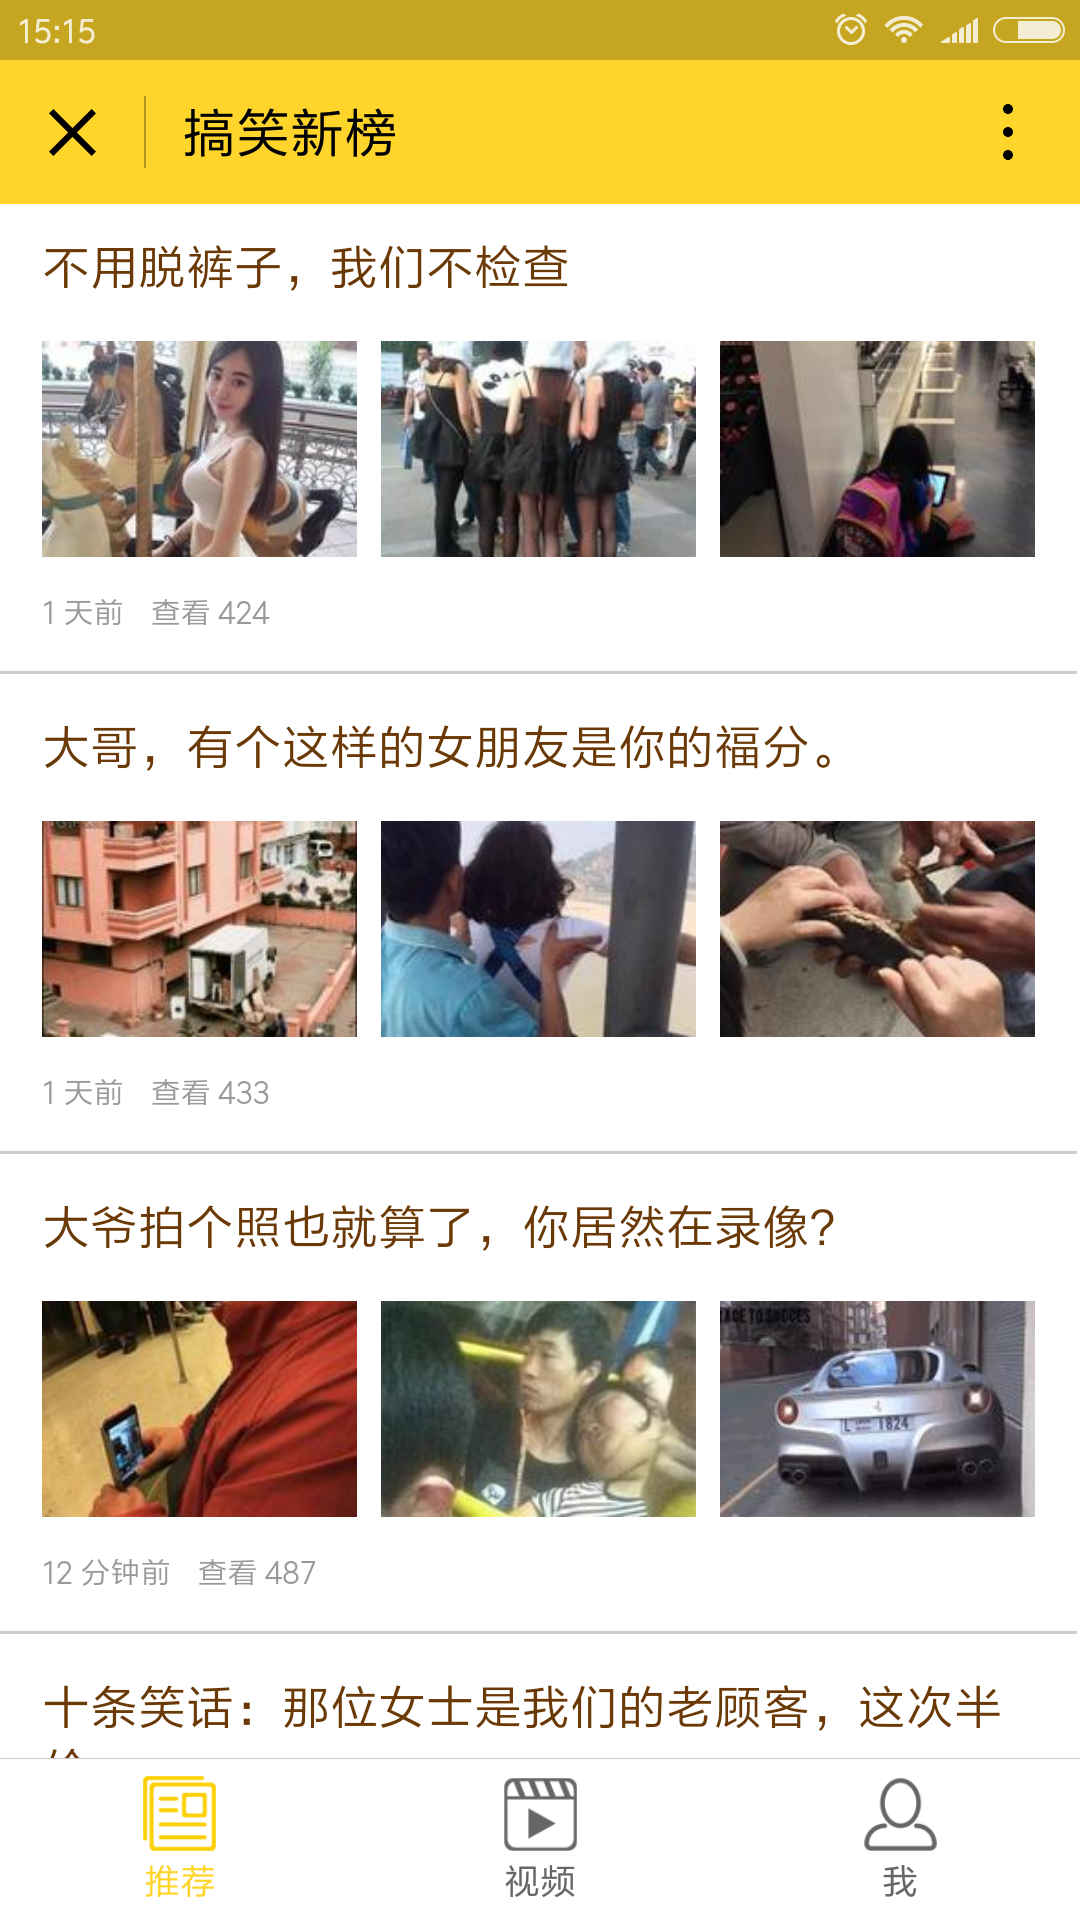 15:15
搞笑新榜
不用脱裤子，我们不检查
1 天前 查看 424
大哥，有个这样的女朋友是你的福分。
1 天前 查看 433
大爷拍个照也就算了，你居然在录像?
TO SUCCES
L 1824
12 分钟前 查看 487
十条笑话：那位女士是我们的老顾客，这次半
推荐 视频 我